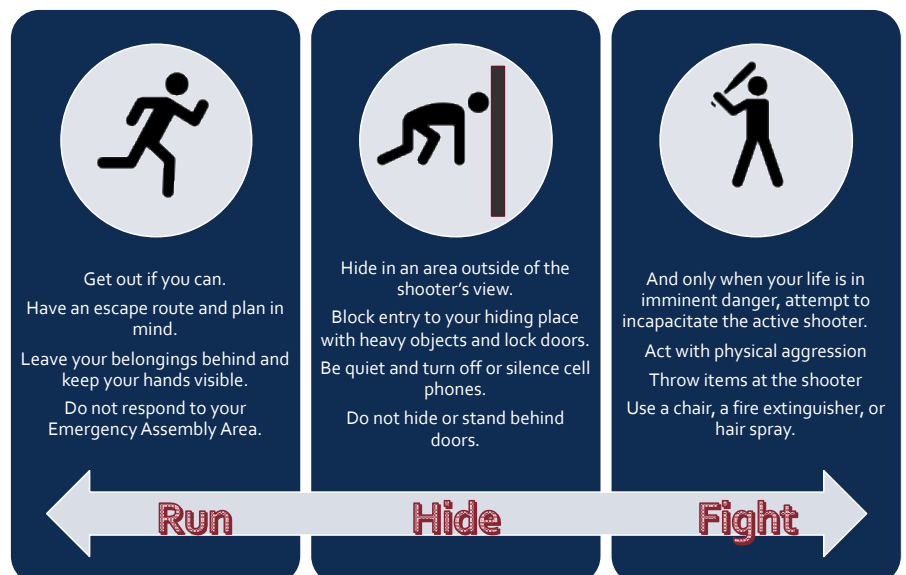 Get out if you can.
Have an escape route and plan in
mind.
Leave your belongings behind and
keep your hands visible.
Do not respond to your
Emergency Assembly Area.
Run
Hide in an area outside of the
shooter’s view.
Block entry to your hiding place
with heavy objects and lock doors.
Be quiet and turn off or silence cell
phones.
Do not hide or stand behind
doors.
Hide
And only when your life is in
imminent danger, attempt to
incapacitate the active shooter.
Act with physical aggression
Throw items at the shooter
Use a chair, a fire extinguisher, or
hair spray.
Fight